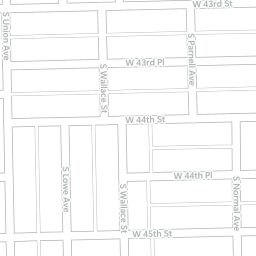 W 43rd St
S Union Ave
S Parnell Ave
W 43rd Pl
S Wallace St
W 44th St
S Lowe Ave
W 44th Pl
S Wallace St
S Normal Ave
W 45th St